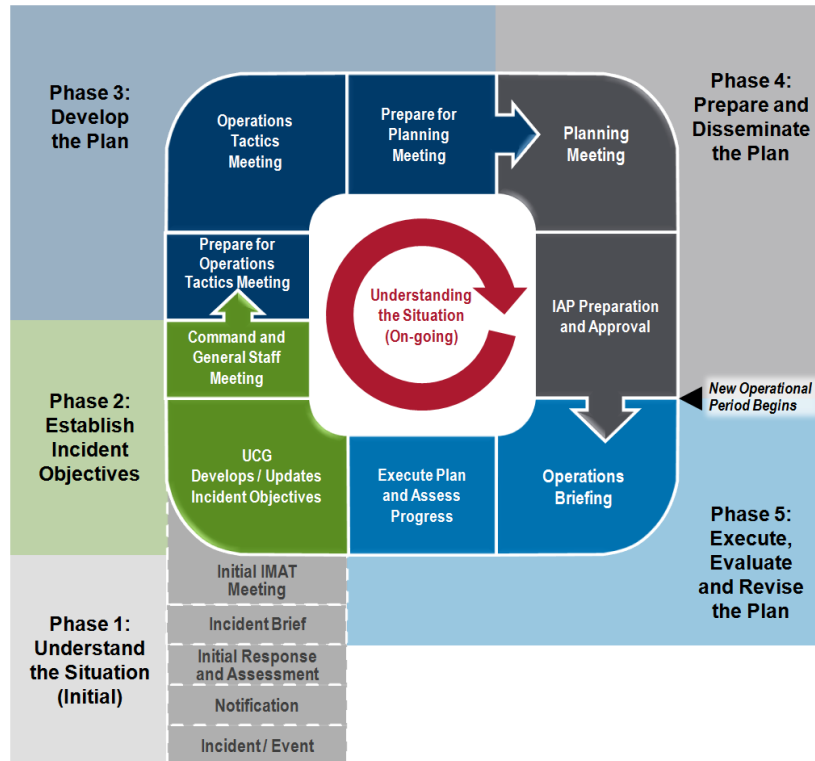 Phase 3:
Develop
the Plan
Operations
Tactics
Meeting
Prepare for
Planning
Meeting
Planning
Meeting
Phase 4:
Prepare and
Disseminate
the Plan
Prepare for
Operations
Tactics Meeting
Understanding
the Situation
(On-going)
IAP Preparation
and Approval
Command and
General Staff
Meeting
New Operational
Period Begins
Phase 2:
Establish
Incident
Objectives
UCG
Develops / Updates
Incident Objectives
Execute Plan
and Assess
Progress
Operations
Briefing
Phase 5:
Execute,
Evaluate
and Revise
the Plan
Phase 1:
Understand
the Situation
(Initial)
Initial IMAT
Meeting
Incident Brief
Initial Response
and Assessment
Notification
Incident / Event